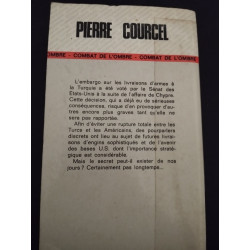 PIERRE COURCEL
OMBRE - COMBAT DE L'OMBRE - COMBAT DE L'OMBRE
L'embargo sur les livraisons d'armes à
la Turquie a été voté par le Sénat des
Etats-Unis à la suite de l'affaire de Chypre.
Cette décision, qui a déjà eu de sérieuses
conséquences, risque d'en provoquer d'au-
tres encore plus graves tant qu'elle ne
sera pas rapportée.
Afin d'éviter une rupture totale entre les
Turcs et les Américains, des pourparlers
discrets ont lieu au sujet de futures livrai-
sons d'engins sophistiqués et de l'avenir
des bases U.S. dont l'importance straté-
gique est considérable.
Mais le secret peut-il exister de nos
jours ? Certainement pas longtemps...